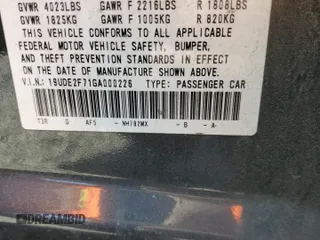 GVWR 4023LBS GAWR F 2216LBS R 1808LBS
GVWR 1825KG GAWR F 1005KG R 820KG
THIS VEHICLE CONFORMS TO ALL APPLICABLE
FEDERAL MOTOR VEHICLE SAFETY, BUMPER,
AND THEFT PREVENTION STANDARDS IN EFFECT
ON THE DATE OF MANUFACTURE SHOWN ABOVE.
V.I.N.: 19UDE2F71GA000226 TYPE: PASSENGER CAR
G AF5 - NH782MX - B - A-
DREAMBID